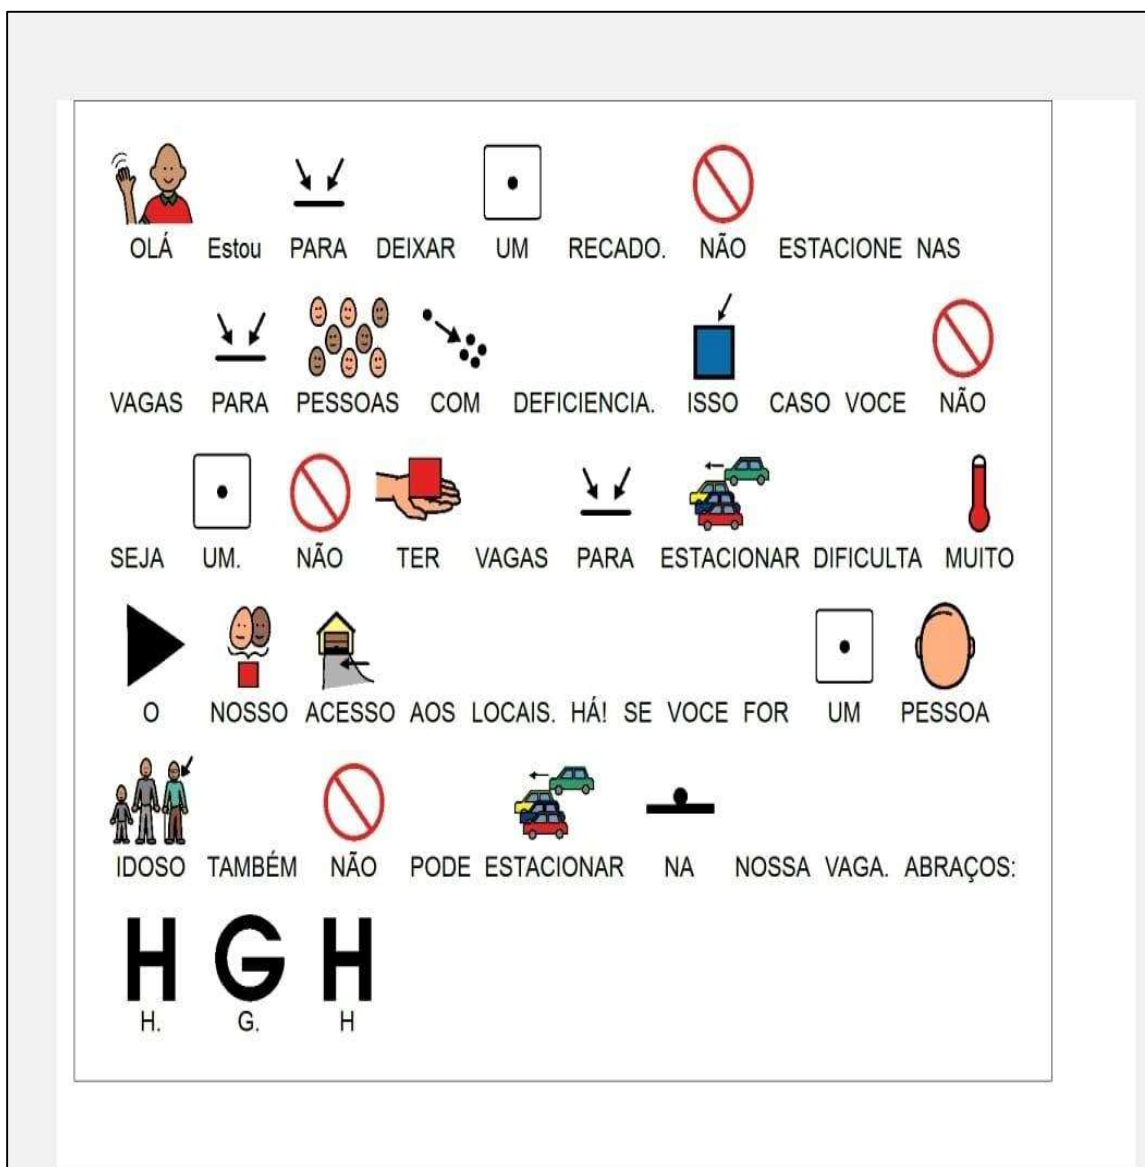 OLÁ Estou PARA DEIXAR UM RECADO. NÃO ESTACIONE NAS
VAGAS PARA PESSOAS COM DEFICIENCIA. ISSO CASO VOCE NÃO
SEJA UM. NÃO TER VAGAS PARA ESTACIONAR DIFICULTA MUITO
O NOSSO ACESSO AOS LOCAIS. HÁ! SE VOCE FOR UM PESSOA
IDOSO TAMBÉM NÃO PODE ESTACIONAR NA NOSSA VAGA. ABRAÇOS:
H G H
H. G. H